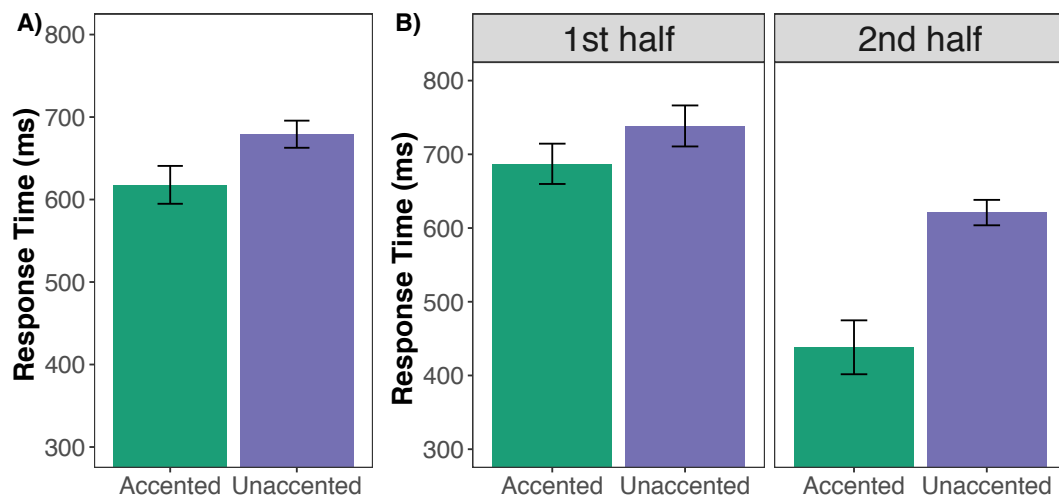 A)
Response Time (ms)
800
700
600
500
400
300
Accented Unaccented
B)
1st half 2nd half
Response Time (ms)
800
700
600
500
400
300
Accented Unaccented Accented Unaccented